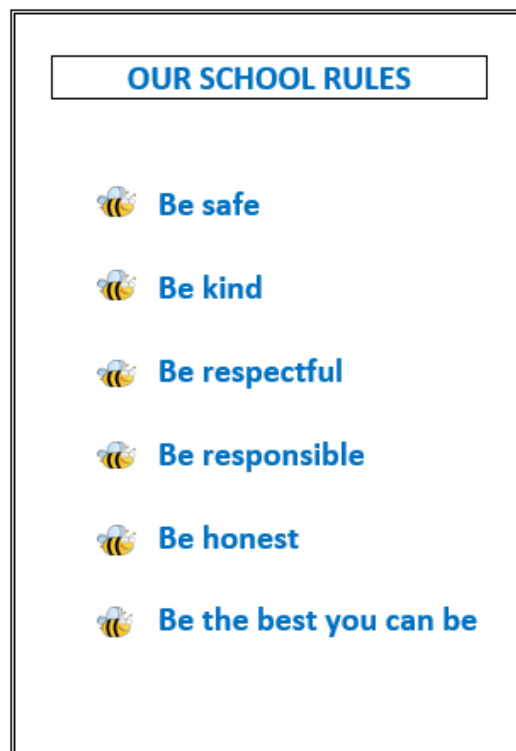 OUR SCHOOL RULES
Be safe
Be kind
Be respectful
Be responsible
Be honest
Be the best you can be